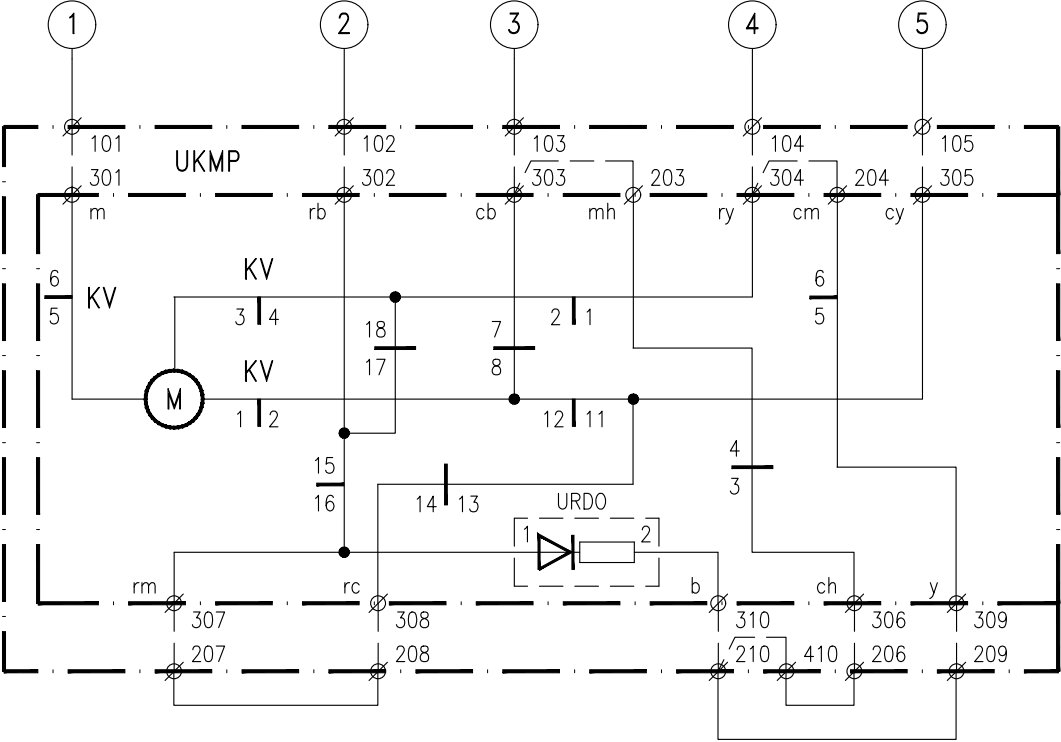 1 2 3 4 5
101 102 103 104 105
UKMP
301 302 303 203 304 204 305
m rb cb mh ry cm cy
6 KV 6
5 KV 5
3 4 2 1
18 7
17 8
KV
M
1 2 12 11
15 4
16 14 13 3
URDO
1 2
rm rc b ch y
307 308 310 306 309
207 208 210 410 206 209